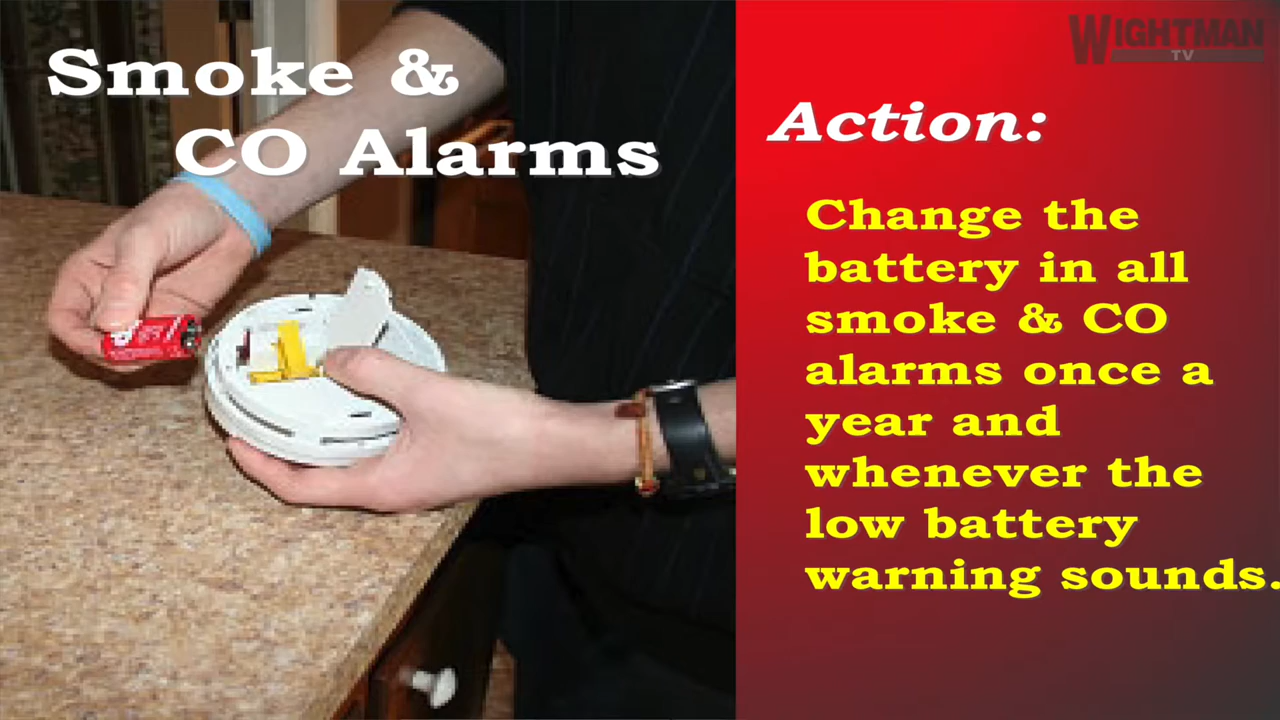 Smoke &
CO Alarms
WIGHTMAN
TV
Action:
Change the
battery in all
smoke & CO
alarms once a
year and
whenever the
low battery
warning sounds.